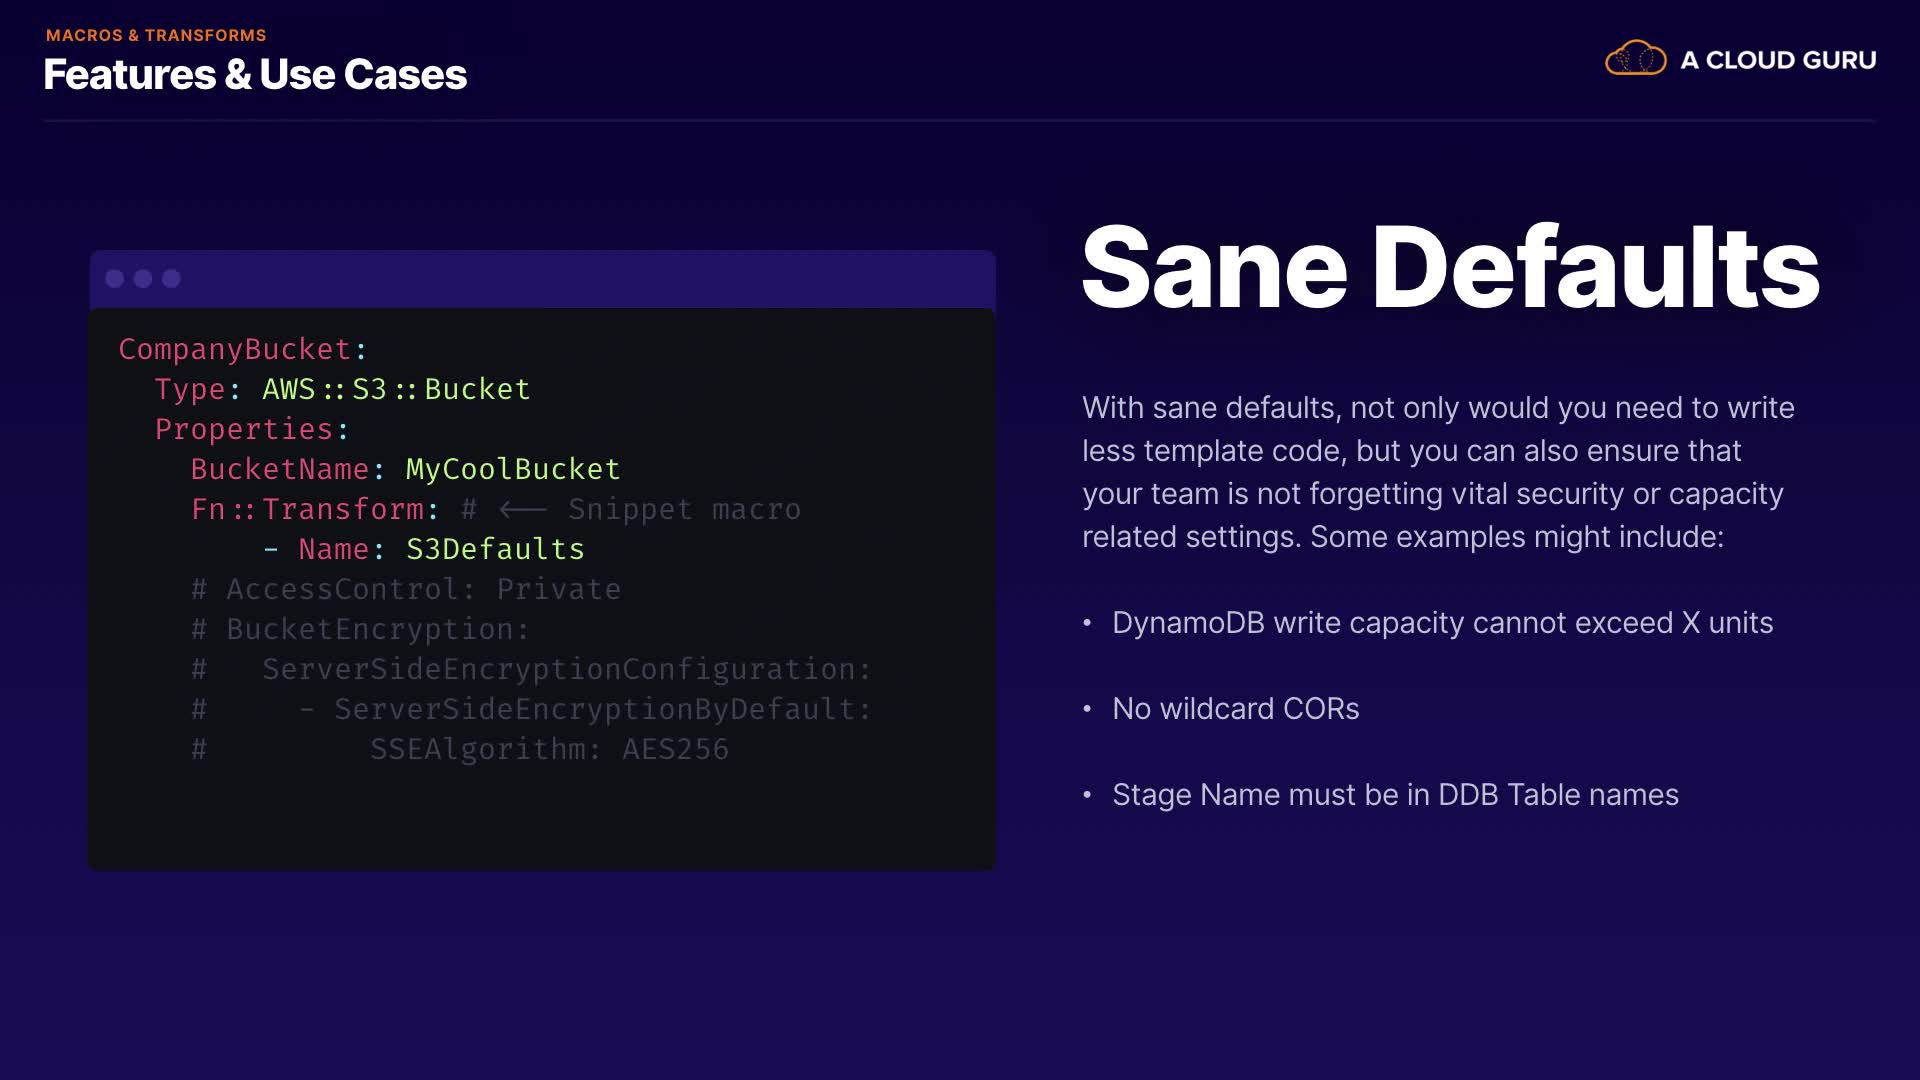 MACROS & TRANSFORMS
Features & Use Cases
A CLOUD GURU
CompanyBucket:
  Type: AWS::S3::Bucket
  Properties:
    BucketName: MyCoolBucket
    Fn::Transform: # <-- Snippet macro
        - Name: S3Defaults
    # AccessControl: Private
    # BucketEncryption:
    #   ServerSideEncryptionConfiguration:
    #     - ServerSideEncryptionByDefault:
    #         SSEAlgorithm: AES256
Sane Defaults
With sane defaults, not only would you need to write
less template code, but you can also ensure that
your team is not forgetting vital security or capacity
related settings. Some examples might include:
• DynamoDB write capacity cannot exceed X units
• No wildcard CORs
• Stage Name must be in DDB Table names